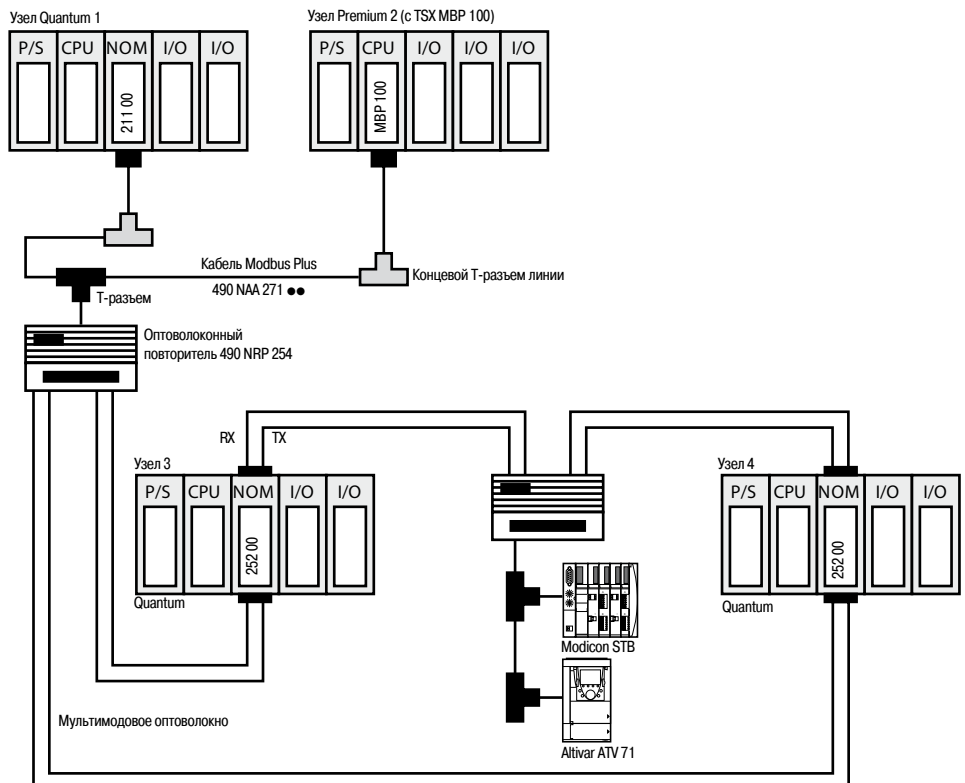 Узел Quantum 1
P/S CPU NOM I/O I/O
211 00
Узел Premium 2 (с TSX MBP 100)
P/S CPU I/O I/O I/O
MBP 100
Кабель Modbus Plus
490 NAA 271 ●●
Концевой Т-разъем линии
Т-разъем
Оптоволоконный
повторитель 490 NRP 254
RX TX
Узел 3
P/S CPU NOM I/O I/O
252 00
Quantum
Узел 4
P/S CPU NOM I/O I/O
252 00
Quantum
Modicon STB
Altivar ATV 71
Мультимодовое оптоволокно